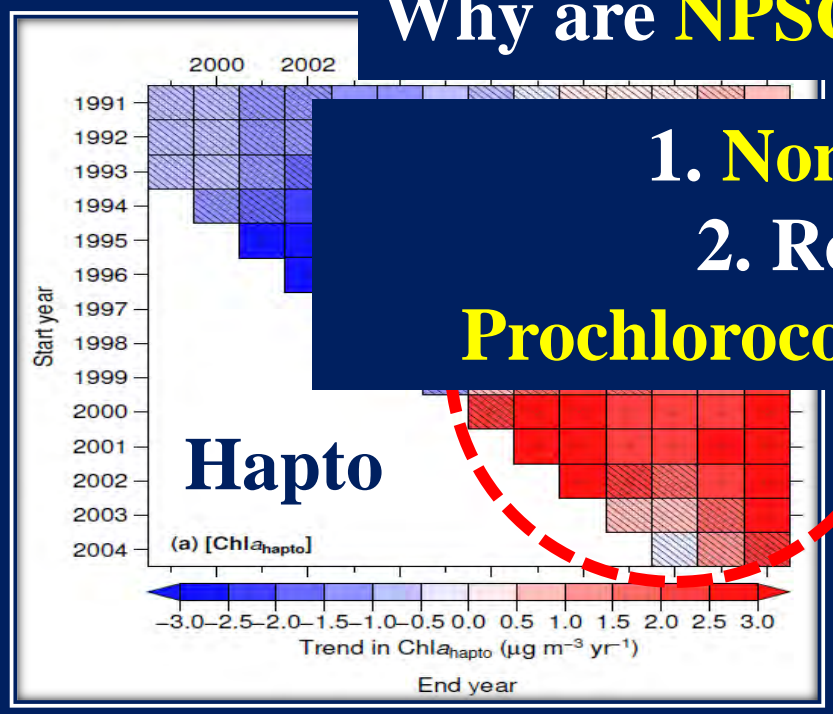 Why are NPSG
2000 2002
1. Non
2. Re
Prochloroco
1991
1992
1993
1994
1995
1996
1997
1998
1999
2000
2001
2002
2003
2004
Start year
Hapto
(a) [Chlahapto]
−3.0−2.5−2.0−1.5−1.0−0.5 0.0 0.5 1.0 1.5 2.0 2.5 3.0
Trend in Chlahapto (µg m⁻³ yr⁻¹)
End year